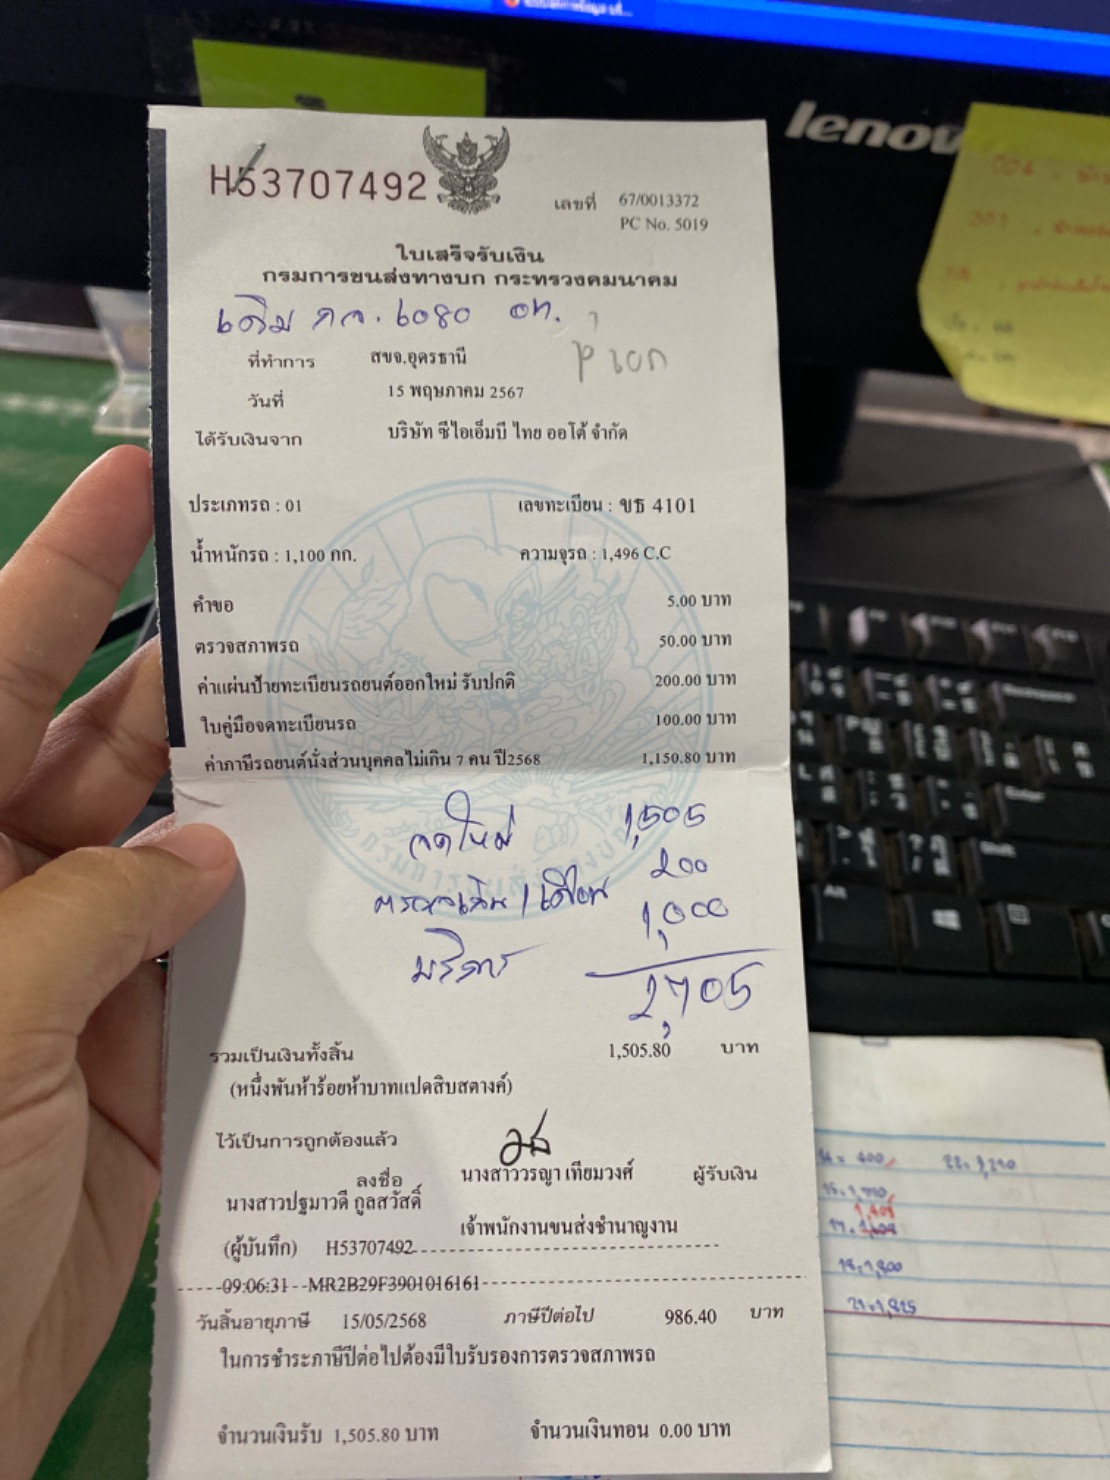 lenov
H53707492
เลขที่ 67/0013372
PC No. 5019
ใบเสร็จรับเงิน
กรมการขนส่งทางบก กระทรวงคมนาคม
เดิม กจ. 6080 อท.
ที่ทำการ สขจ.อุดรธานี
วันที่ 15 พฤษภาคม 2567
ได้รับเงินจาก บริษัท ซีไอเอ็มบี ไทย ออโต้ จำกัด
ประเภทรถ : 01 เลขทะเบียน : ขธ 4101
น้ำหนักรถ : 1,100 กก. ความจุรถ : 1,496 C.C
คำขอ 5.00 บาท
ตรวจสภาพรถ 50.00 บาท
ค่าแผ่นป้ายทะเบียนรถยนต์ออกใหม่ รับปกติ 200.00 บาท
ใบคู่มือจดทะเบียนรถ 100.00 บาท
ค่าภาษีรถยนต์นั่งส่วนบุคคลไม่เกิน 7 คน ปี2568 1,150.80 บาท
จดใหม่ 1,505
200
1,000
บริการ
2,705
รวมเป็นเงินทั้งสิ้น 1,505.80 บาท
(หนึ่งพันห้าร้อยห้าบาทแปดสิบสตางค์)
ไว้เป็นการถูกต้องแล้ว
ลงชื่อ นางสาววรญา เทียมวงศ์ ผู้รับเงิน
นางสาวปฐมาวดี กูลสวัสดิ์
เจ้าพนักงานขนส่งชำนาญงาน
(ผู้บันทึก) H53707492
09:06:31 MR2B29F3901016161
วันสิ้นอายุภาษี 15/05/2568 ภาษีปีต่อไป 986.40 บาท
ในการชำระภาษีปีต่อไปต้องมีใบรับรองการตรวจสภาพรถ
จำนวนเงินรับ 1,505.80 บาท จำนวนเงินทอน 0.00 บาท